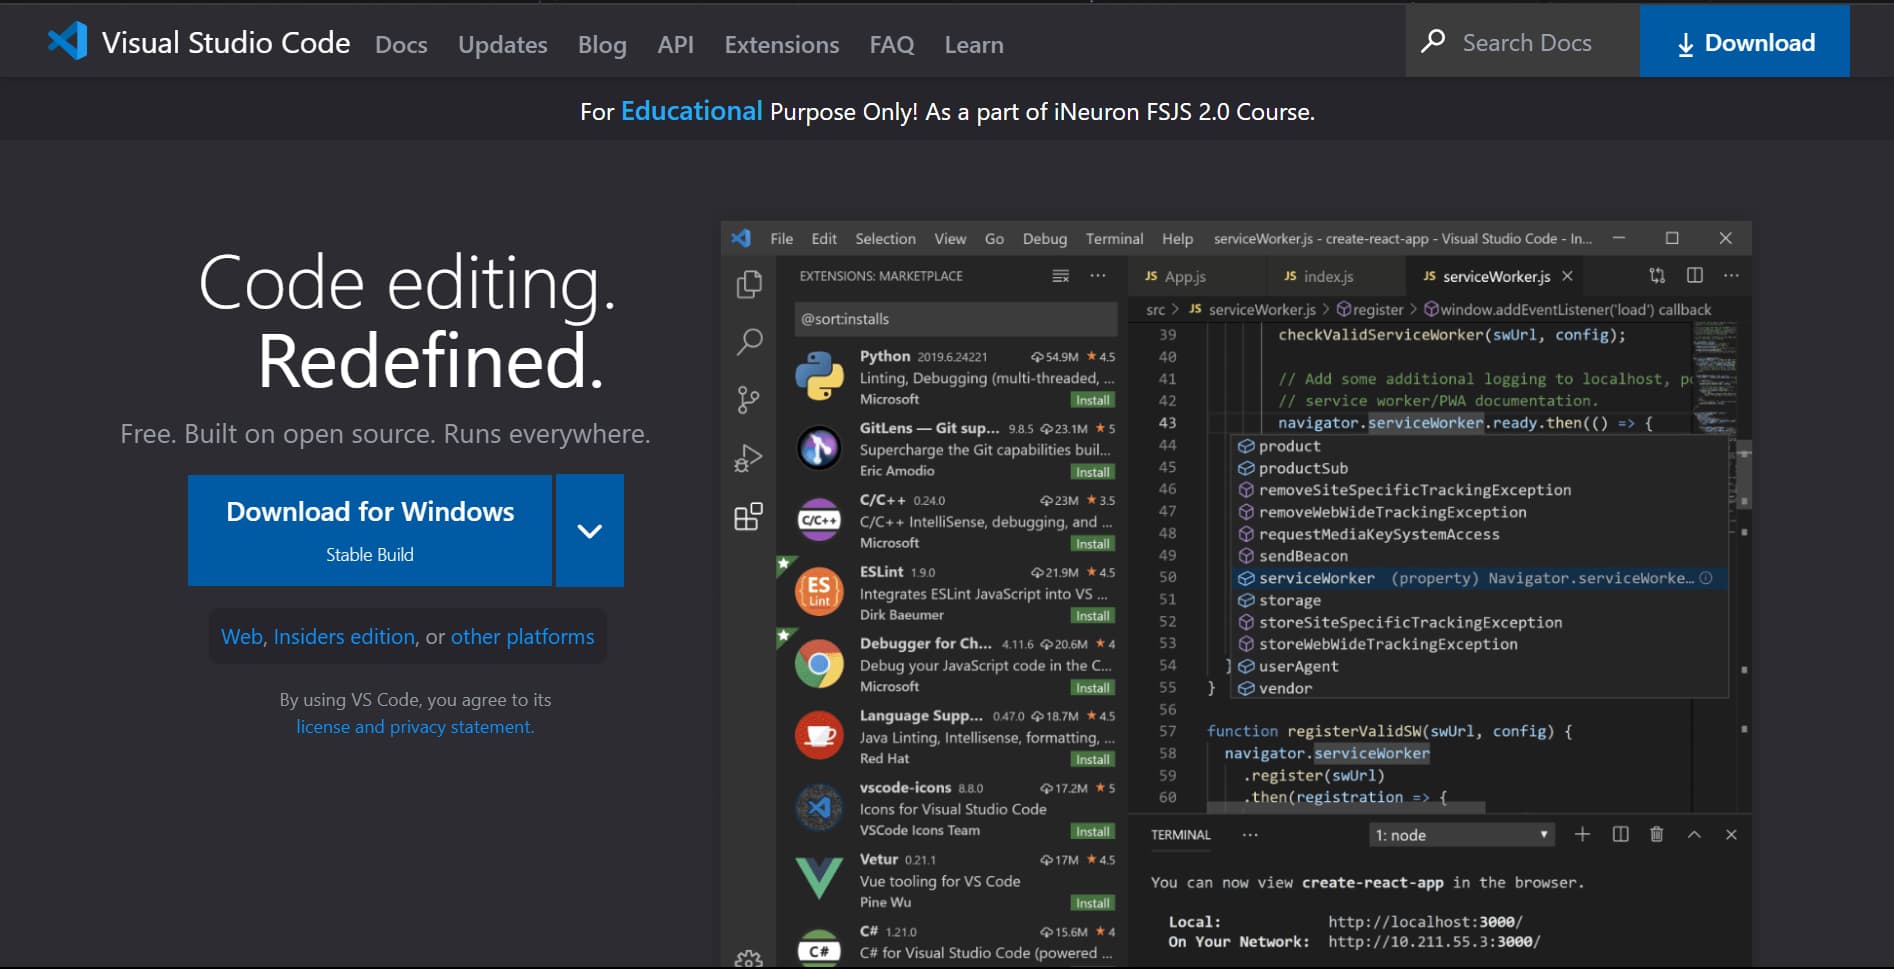 Visual Studio Code Docs Updates Blog API Extensions FAQ Learn Search Docs Download
For Educational Purpose Only! As a part of iNeuron FSJS 2.0 Course.
Code editing.
Redefined.
Free. Built on open source. Runs everywhere.
Download for Windows
Stable Build
Web, Insiders edition, or other platforms
By using VS Code, you agree to its
license and privacy statement.
File Edit Selection View Go Debug Terminal Help serviceWorker.js - create-react-app - Visual Studio Code - In...
EXTENSIONS: MARKETPLACE
@sort:installs
Python 2019.6.24221 54.9M 4.5
Linting, Debugging (multi-threaded, ...
Microsoft Install
GitLens — Git sup... 9.8.5 23.1M 5
Supercharge the Git capabilities buil...
Eric Amodio Install
C/C++
C/C++ 0.24.0 23M 3.5
C/C++ IntelliSense, debugging, and ...
Microsoft Install
ES
Lint
ESLint 1.9.0 21.9M 4.5
Integrates ESLint JavaScript into VS ...
Dirk Baeumer Install
Debugger for Ch... 4.11.6 20.6M 4
Debug your JavaScript code in the C...
Microsoft Install
Language Supp... 0.47.0 18.7M 4.5
Java Linting, Intellisense, formatting, ...
Red Hat Install
vscode-icons 8.8.0 17.2M 5
Icons for Visual Studio Code
VSCode Icons Team Install
Vetur 0.21.1 17M 4.5
Vue tooling for VS Code
Pine Wu Install
C#
C# 1.21.0 15.6M 4
C# for Visual Studio Code (powered ...
JS App.js JS index.js JS serviceWorker.js
src > JS serviceWorker.js > register > window.addEventListener('load') callback
39 checkValidServiceWorker(swUrl, config);
40
41 // Add some additional logging to localhost, po
42 // service worker/PWA documentation.
43 navigator.serviceWorker.ready.then(() => {
44 product
45 productSub
46 removeSiteSpecificTrackingException
47 removeWebWideTrackingException
48 requestMediaKeySystemAccess
49 sendBeacon
50 serviceWorker (property) Navigator.serviceWorke...
51 storage
52 storeSiteSpecificTrackingException
53 storeWebWideTrackingException
54 } userAgent
55 } vendor
56
57 function registerValidSW(swUrl, config) {
58 navigator.serviceWorker
59 .register(swUrl)
60 .then(registration => {
TERMINAL ... 1: node
You can now view create-react-app in the browser.
Local: http://localhost:3000/
On Your Network: http://10.211.55.3:3000/